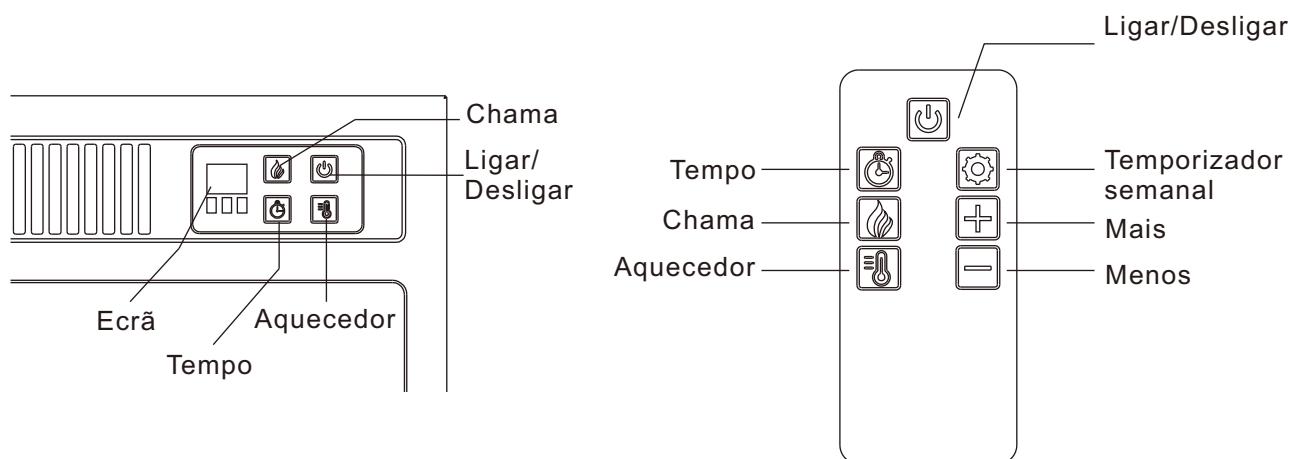 Chama
Ligar/
Desligar
Ecrã
Aquecedor
Tempo
Ligar/Desligar
Tempo
Chama
Aquecedor
Temporizador
semanal
Mais
Menos